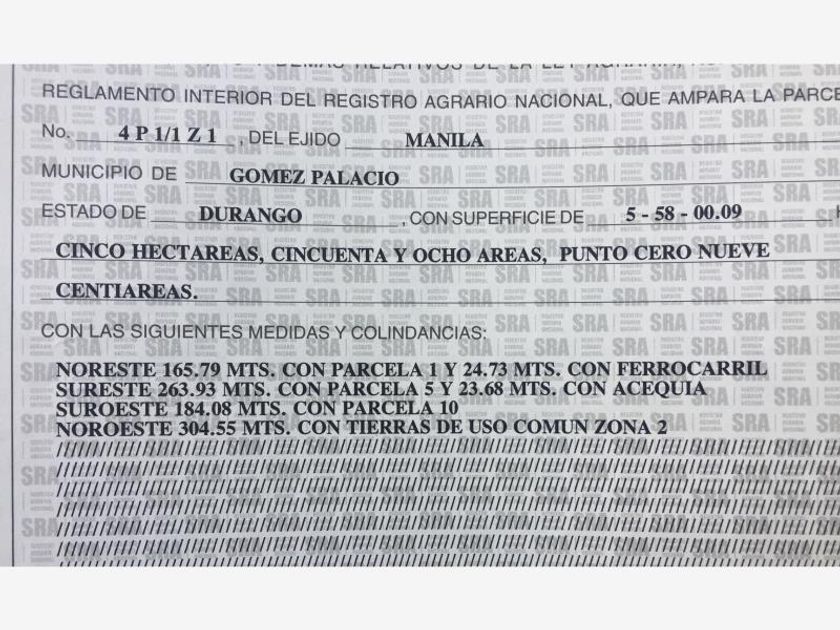 REGLAMENTO INTERIOR DEL REGISTRO AGRARIO NACIONAL, QUE AMPARA LA PARCE
No. 4 P 1/1 Z 1 , DEL EJIDO MANILA
MUNICIPIO DE GOMEZ PALACIO
ESTADO DE DURANGO , CON SUPERFICIE DE 5 - 58 - 00.09
CINCO HECTAREAS, CINCUENTA Y OCHO AREAS, PUNTO CERO NUEVE
CENTIAREAS.
CON LAS SIGUIENTES MEDIDAS Y COLINDANCIAS:
NORESTE 165.79 MTS. CON PARCELA 1 Y 24.73 MTS. CON FERROCARRIL
SURESTE 263.93 MTS. CON PARCELA 5 Y 23.68 MTS. CON ACEQUIA
SUROESTE 184.08 MTS. CON PARCELA 10
NOROESTE 304.55 MTS. CON TIERRAS DE USO COMUN ZONA 2